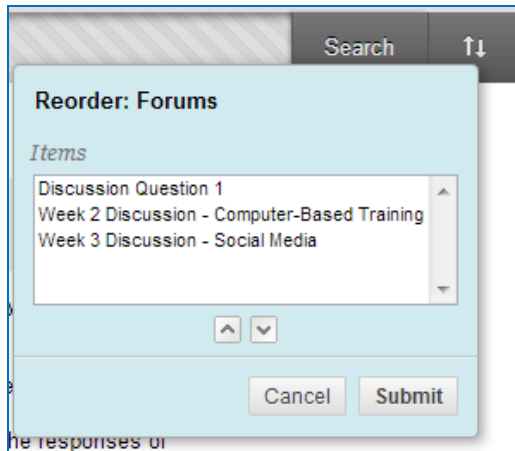 Search
Reorder: Forums
Items
Discussion Question 1
Week 2 Discussion - Computer-Based Training
Week 3 Discussion - Social Media
Cancel Submit
he responses of